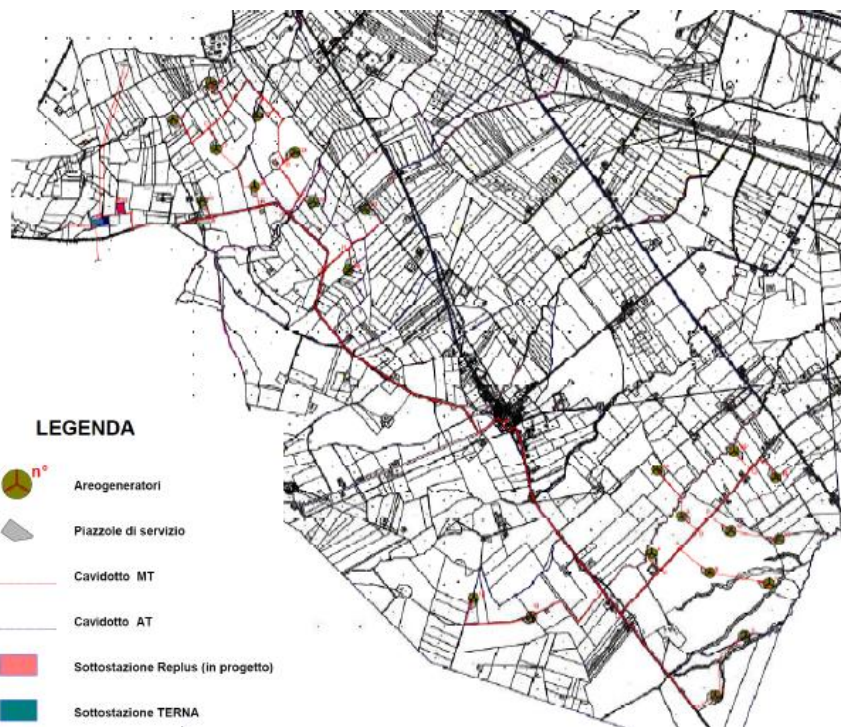 LEGENDA
n°
Areogeneratori
Piazzole di servizio
Cavidotto MT
Cavidotto AT
Sottostazione Replus (in progetto)
Sottostazione TERNA